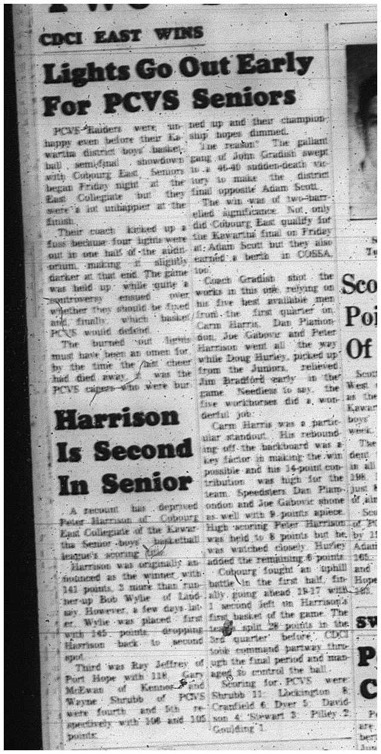 CDCI EAST WINS
Lights Go Out Early
For PCVS Seniors
PCVS Raiders were un-
happy even before their Ka-
wartha district boys' basket-
ball semi-final showdown
with Cobourg East. Seniors
began Friday night at the
East Collegiate but they
were a lot unhappier at the
finish.
Their coach kicked up a
fuss because four lights were
out in one half of the audit-
orium, making it slightly
darker at that end. The game
was held up while quite a
controversy ensued over
whether they should be fixed
and finally, which basket
PCVS would defend.
The burned out lights
must have been an omen for
by the time the last cheer
had died away, it was the
PCVS cagers who were bur-
ned up and their champion-
ship hopes dimmed.
The reason? The gallant
gang of John Gradish swept
to a 46-40 sudden-death vic-
tory to make the district
final opposite Adam Scott.
The win was of two-barr-
elled significance. Not only
did Cobourg East qualify for
the Kawartha final on Friday
at Adam Scott but they also
earned a berth in COSSA,
too.
Coach Gradish shot the
works in this one, relying on
his five best available men
from the first quarter on.
Carm Harris, Dan Plamon-
don, Joe Gabovic and Peter
Harrison went all the way
while Doug Hurley, picked up
from the Juniors, relieved
Jim Bradford early in the
game. Needless to say, the
five workhorses did a won-
derful job.
Carm Harris was a partic-
ular standout. His rebound-
ing off the backboard was a
key factor in making the win
possible and his 14-point con-
tribution was high for the
team. Speedsters Dan Plam-
ondon and Joe Gabovic shone
as well with 9 points apiece.
High scoring Peter Harrison
was held to 8 points but he
was watched closely. Hurley
added the remaining 6 points.
Cobourg fought an uphill
battle in the first half, fin-
ally going ahead 18-17 with
1 second left on Harrison's
first basket of the game. The
teams split 28 points in the
3rd quarter before CDCI
took command partway thro-
ugh the final period and man-
aged to control the ball.
Scoring for PCVS were
Shrubb 11; Lockington 8;
Cranfield 6; Dyer 5; David-
son 4; Stewart 3; Pilley 2;
Goulding 1.
Harrison
Is Second
In Senior
A recount has deprived
Peter Harrison of Cobourg
East Collegiate of the Kawar-
tha Senior boys' basketball
league's scoring title.
Harrison was originally an-
nounced as the winner with
141 points, 3 more than run-
ner-up Bob Wylie of Lind-
say. However, a few days lat-
er, Wylie was placed first
with 145 points, dropping
Harrison back to second
spot.
Third was Ray Jeffrey of
Port Hope with 118. Gary
McEwan of Kenner and
Wayne Shrubb of PCVS
were fourth and 5th re-
spectively with 108 and 105
points.
Sco
Poi
Of